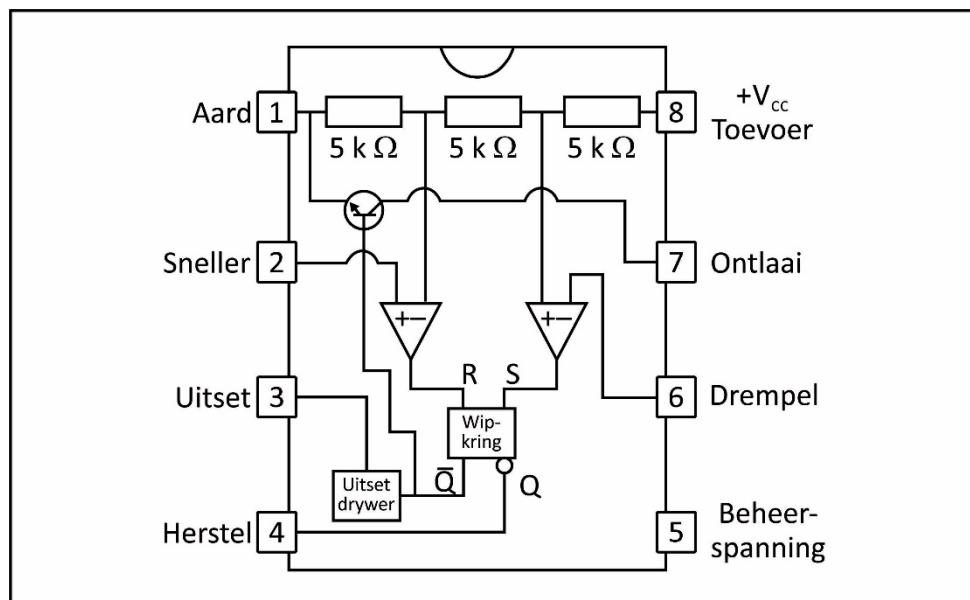 Aard
1
5 k Ω
5 k Ω
5 k Ω
8
+Vcc
Toevoer
Sneller
2
7
Ontlaai
+−
+−
R
S
Uitset
3
6
Drempel
Wip-
kring
Q̅
Q
Uitset
drywer
Herstel
4
5
Beheer-
spanning